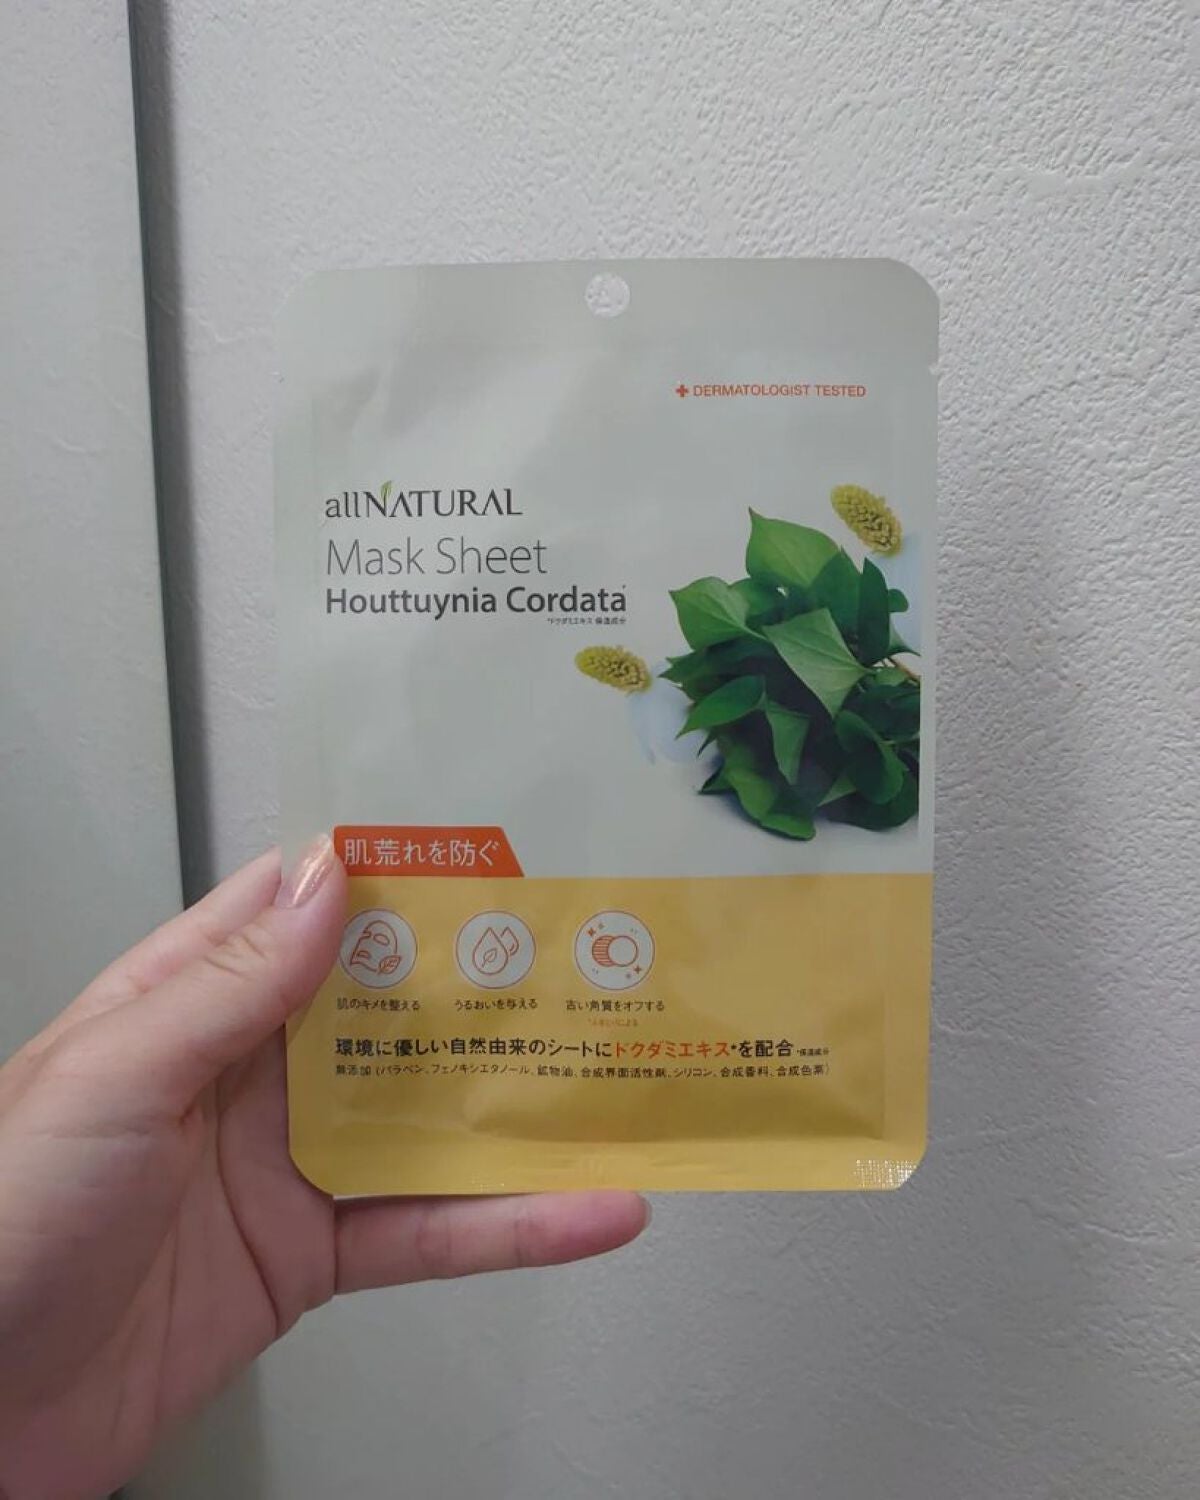 DERMATOLOGIST TESTED
allNATURAL
Mask Sheet
Houttuynia Cordata*
*ドクダミエキス 保湿成分
肌荒れを防ぐ
肌のキメを整える うるおいを与える 古い角質をオフする
環境に優しい自然由来のシートにドクダミエキス*を配合 *保湿成分
無添加(パラベン、フェノキシエタノール、鉱物油、合成界面活性剤、シリコン、合成香料、合成色素)